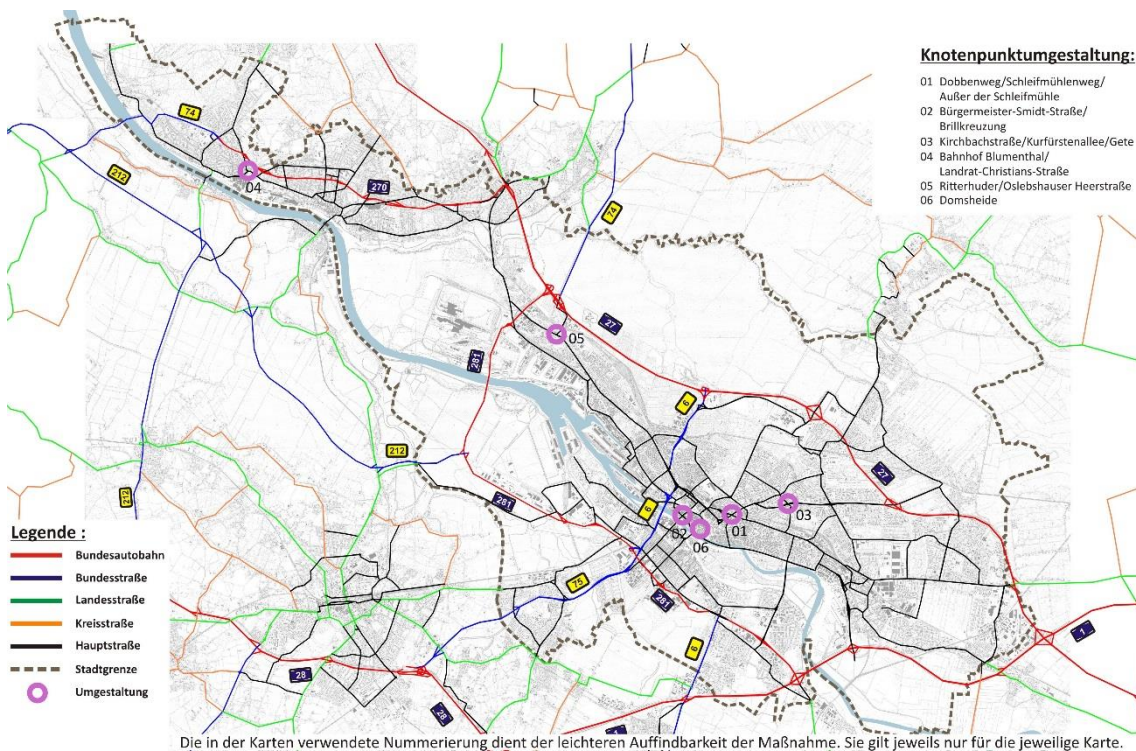 Knotenpunktumgestaltung:
01 Dobbenweg/Schleifmühlenweg/
Außer der Schleifmühle
02 Bürgermeister-Smidt-Straße/
Brillkreuzung
03 Kirchbachstraße/Kurfürstenallee/Gete
04 Bahnhof Blumenthal/
Landrat-Christians-Straße
05 Ritterhuder/Oslebshauser Heerstraße
06 Domsheide
74
212
04
270
74
27
05
281
6
212
27
212
281
6
03
02
01
06
75
281
6
1
28
28
1
Legende :
Bundesautobahn
Bundesstraße
Landesstraße
Kreisstraße
Hauptstraße
Stadtgrenze
Umgestaltung
Die in der Karten verwendete Nummerierung dient der leichteren Auffindbarkeit der Maßnahme. Sie gilt jeweils nur für die jeweilige Karte.